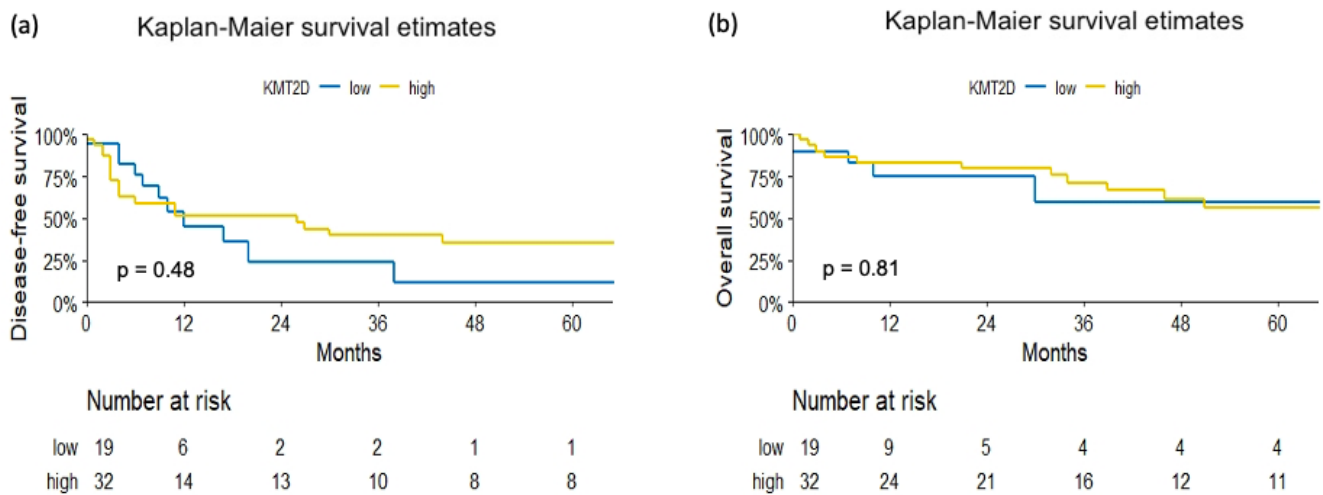 (a)
Kaplan-Maier survival etimates
KMT2D low high
Disease-free survival
100%
75%
50%
25%
0%
p = 0.48
0 12 24 36 48 60
Months
Number at risk
low 19 6 2 2 1 1
high 32 14 13 10 8 8
(b)
Kaplan-Maier survival etimates
KMT2D low high
Overall survival
100%
75%
50%
25%
0%
p = 0.81
0 12 24 36 48 60
Months
Number at risk
low 19 9 5 4 4 4
high 32 24 21 16 12 11